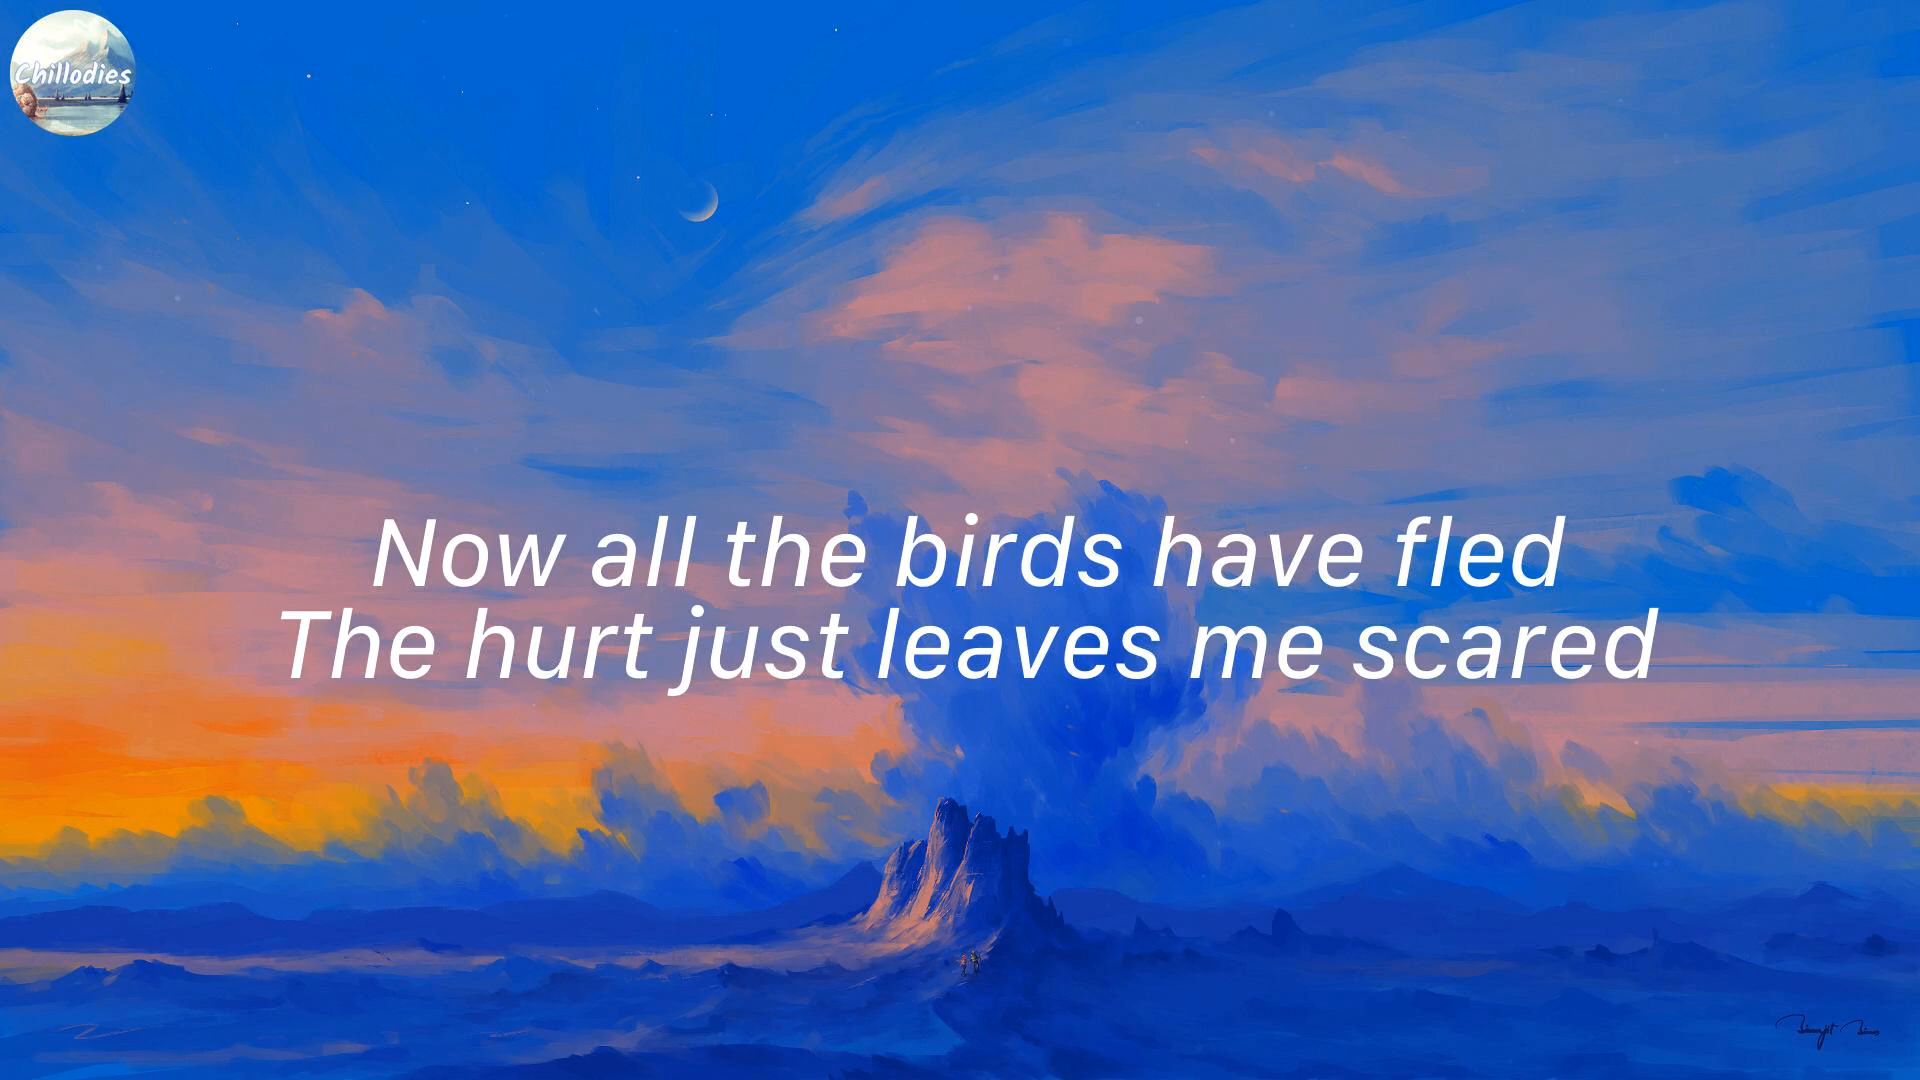 Chillodies
Now all the birds have fled
The hurt just leaves me scared